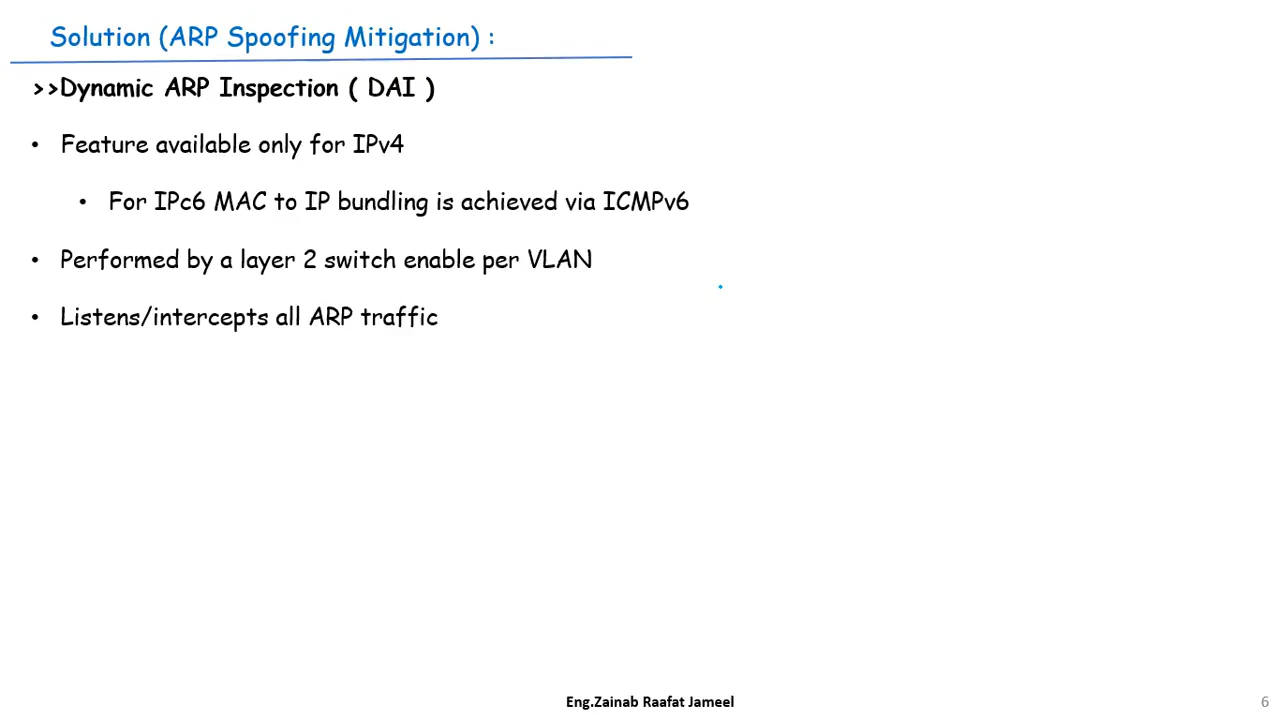 Solution (ARP Spoofing Mitigation) :
>>Dynamic ARP Inspection ( DAI )
• Feature available only for IPv4
• For IPc6 MAC to IP bundling is achieved via ICMPv6
• Performed by a layer 2 switch enable per VLAN
• Listens/intercepts all ARP traffic
Eng.Zainab Raafat Jameel
6